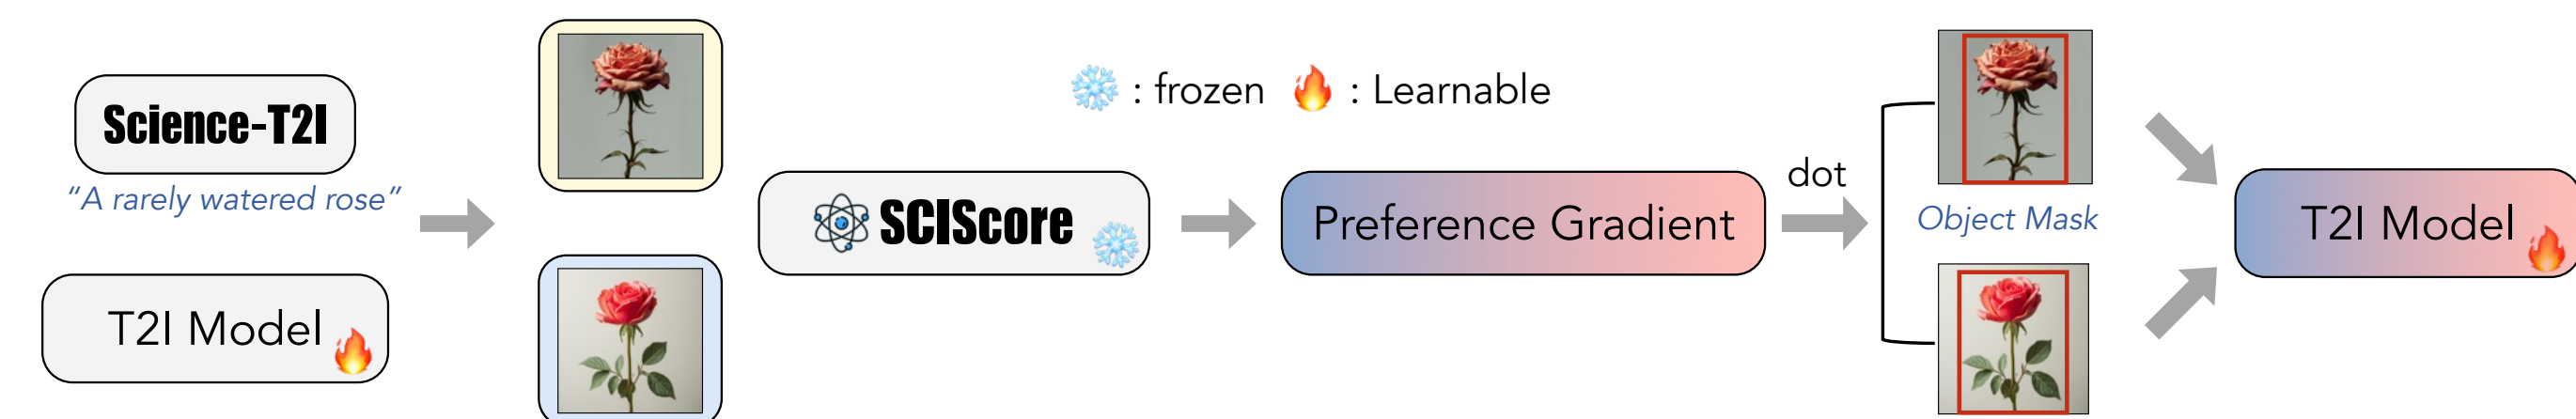 Science-T2I
"A rarely watered rose"
T2I Model
: frozen : Learnable
SCIScore
Preference Gradient
dot
Object Mask
T2I Model